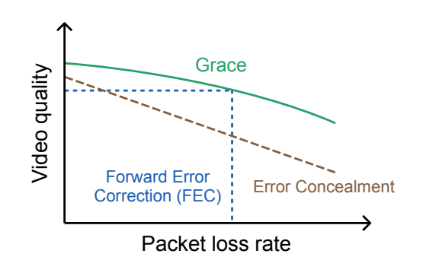 Grace
Video quality
Forward Error
Correction (FEC)
Error Concealment
Packet loss rate